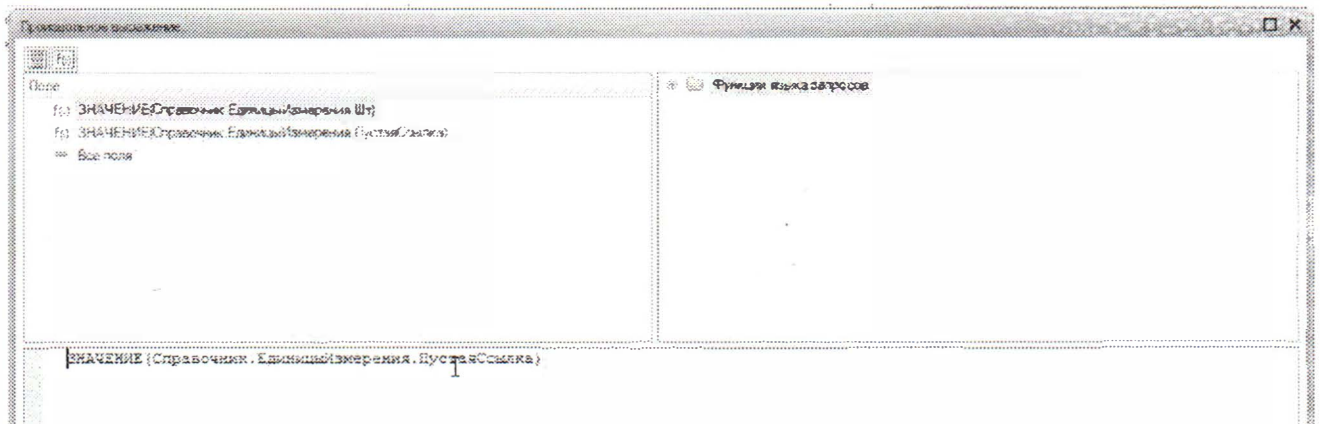 Произвольное выражение
f(x)
Поле
Функции языка запросов
f(x) ЗНАЧЕНИЕ(Справочник.ЕдиницыИзмерения.Шт)
f(x) ЗНАЧЕНИЕ(Справочник.ЕдиницыИзмерения.ПустаяСсылка)
Все поля
ЗНАЧЕНИЕ(Справочник.ЕдиницыИзмерения.ПустаяСсылка)